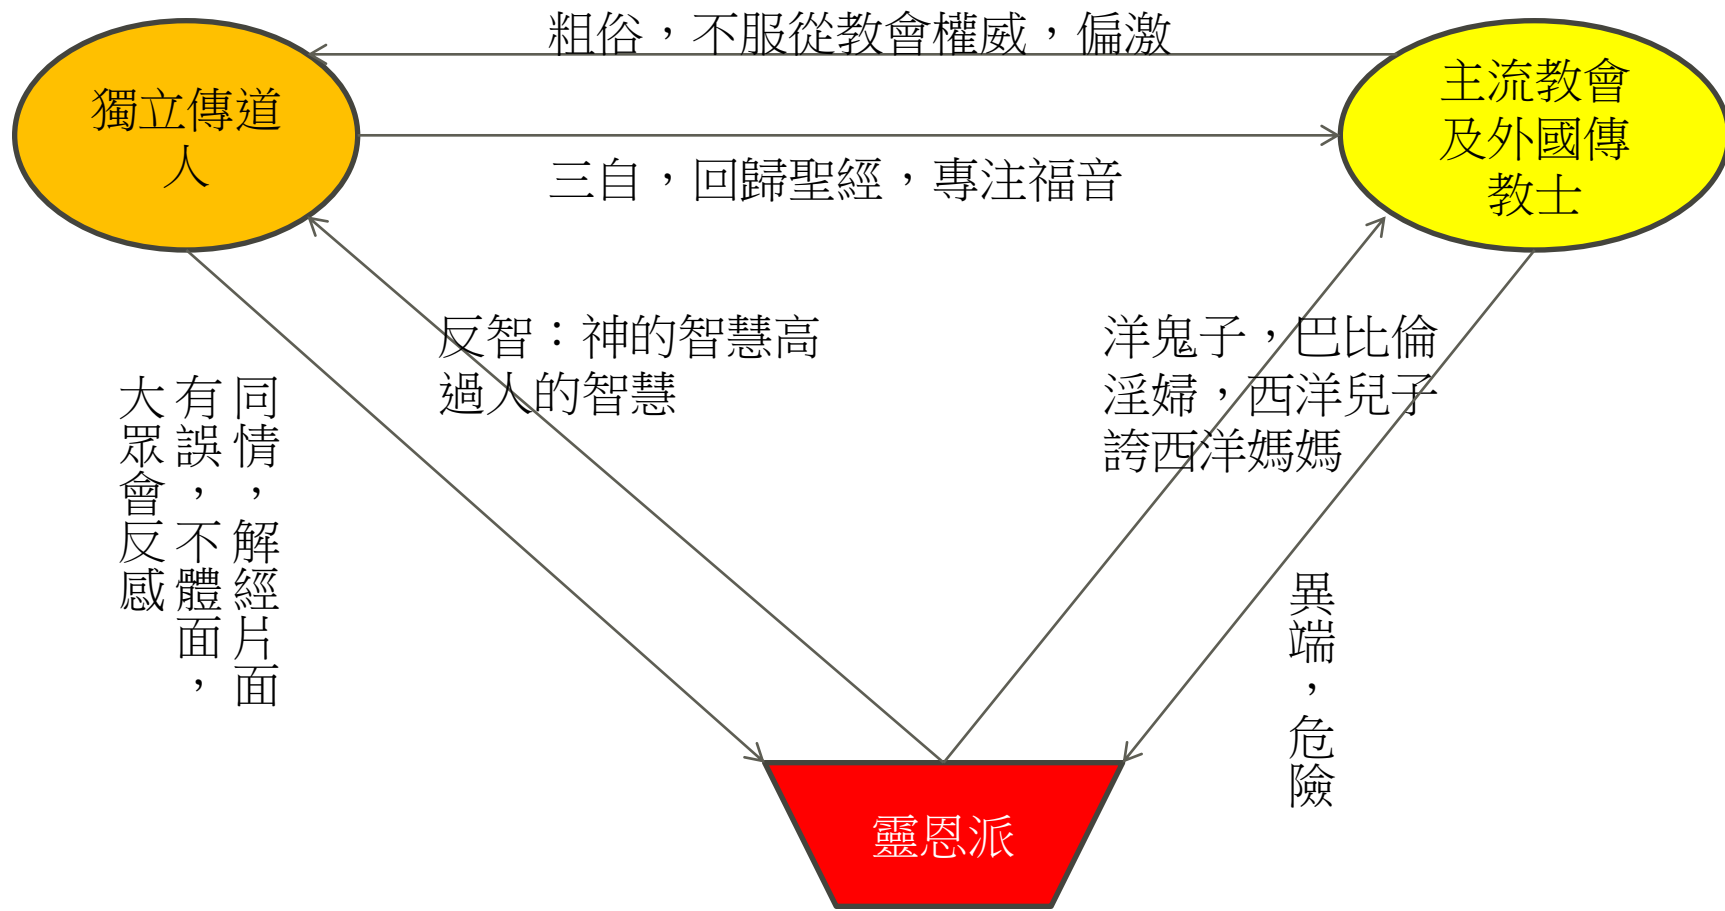 粗俗，不服從教會權威，偏激
獨立傳道
人
主流教會
及外國傳
教士
三自，回歸聖經，專注福音
反智：神的智慧高
過人的智慧
洋鬼子，巴比倫
淫婦，西洋兒子
誇西洋媽媽
同情，解經片面
有誤，不體面，
大眾會反感
異端，危險
靈恩派